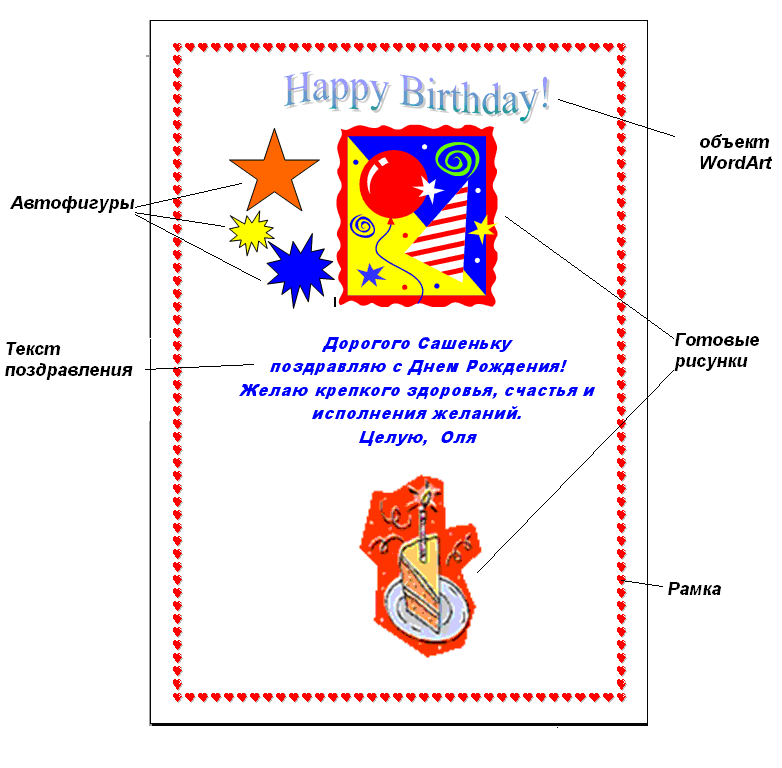 Happy Birthday!
объект
WordArt
Автофигуры
Готовые
рисунки
Текст
поздравления
Дорогого Сашеньку
поздравляю с Днем Рождения!
Желаю крепкого здоровья, счастья и
исполнения желаний.
Целую,  Оля
Рамка